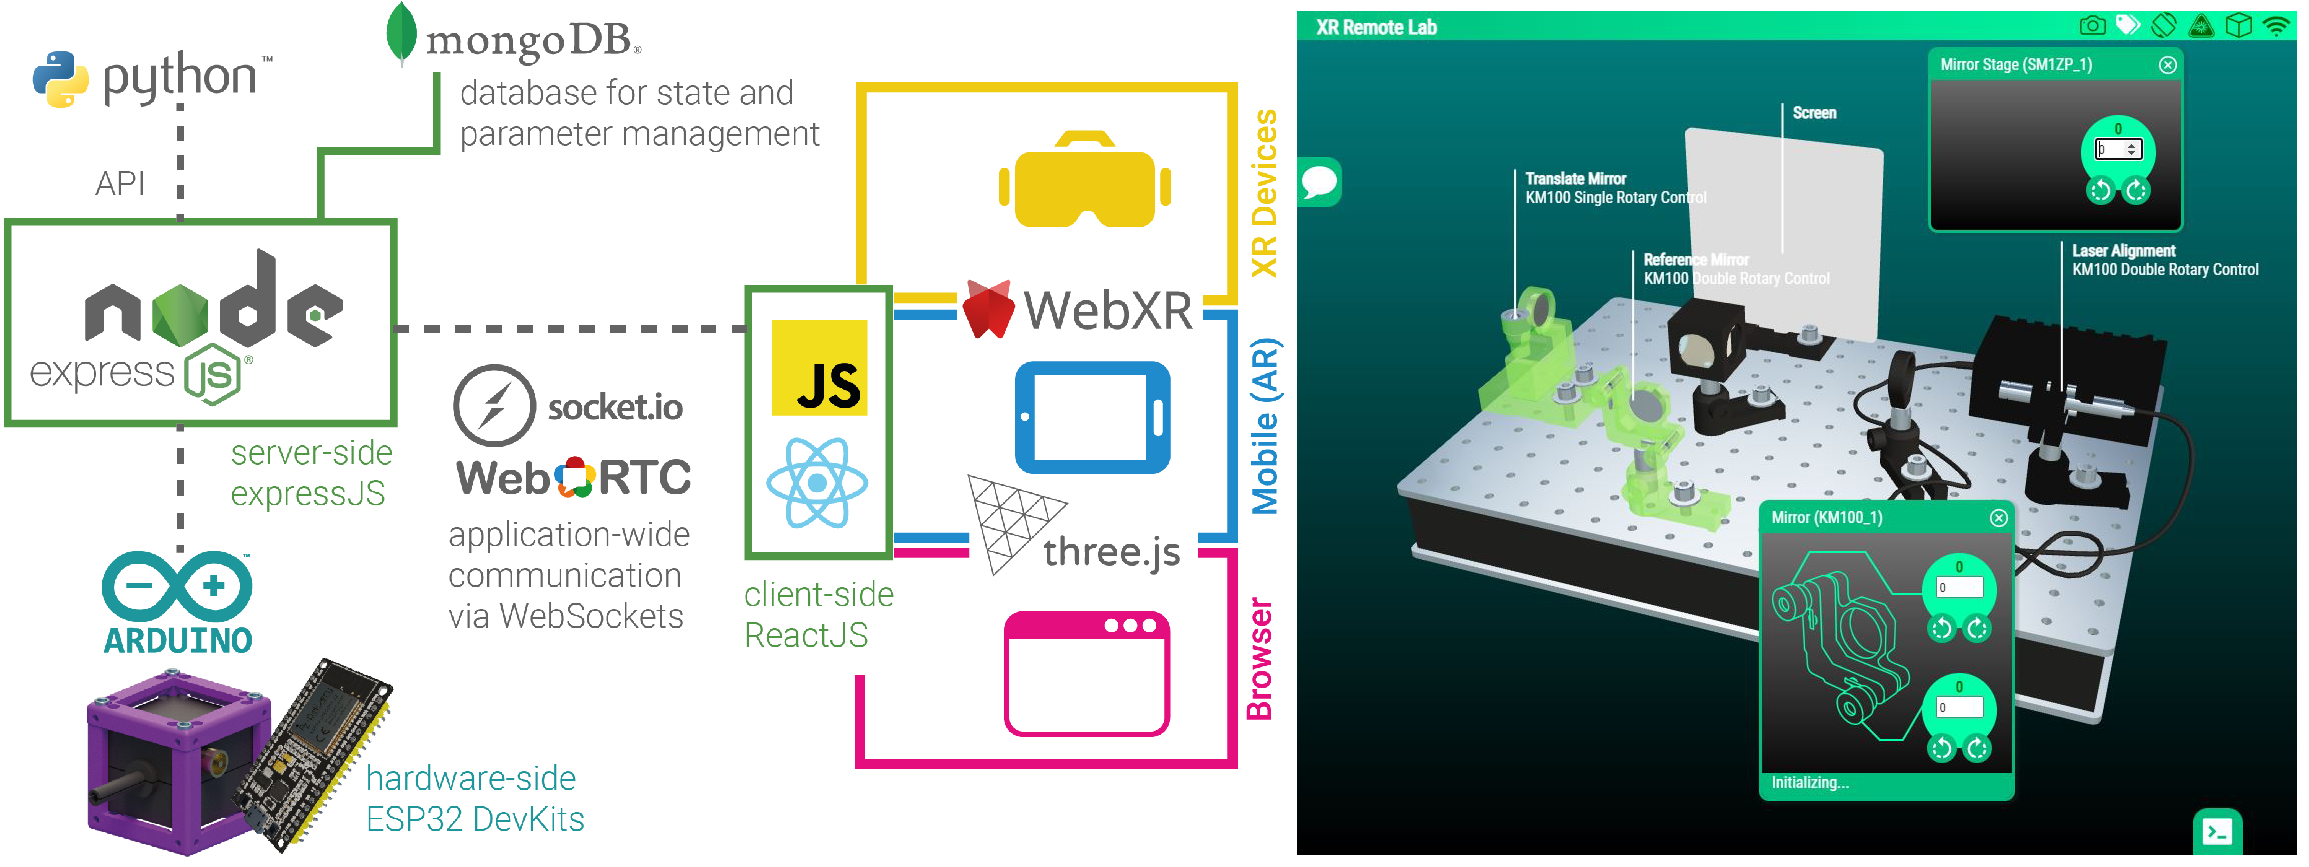 python™
mongoDB®
database for state and
parameter management
API
node
express JS®
server-side
expressJS
socket.io
WebRTC
application-wide
communication
via WebSockets
JS
client-side
ReactJS
WebXR
three.js
XR Devices
Mobile (AR)
Browser
ARDUINO™
hardware-side
ESP32 DevKits
XR Remote Lab
Mirror Stage (SM1ZP_1)
0
0
Screen
Translate Mirror
KM100 Single Rotary Control
Reference Mirror
KM100 Double Rotary Control
Laser Alignment
KM100 Double Rotary Control
Mirror (KM100_1)
0
0
0
0
Initializing...